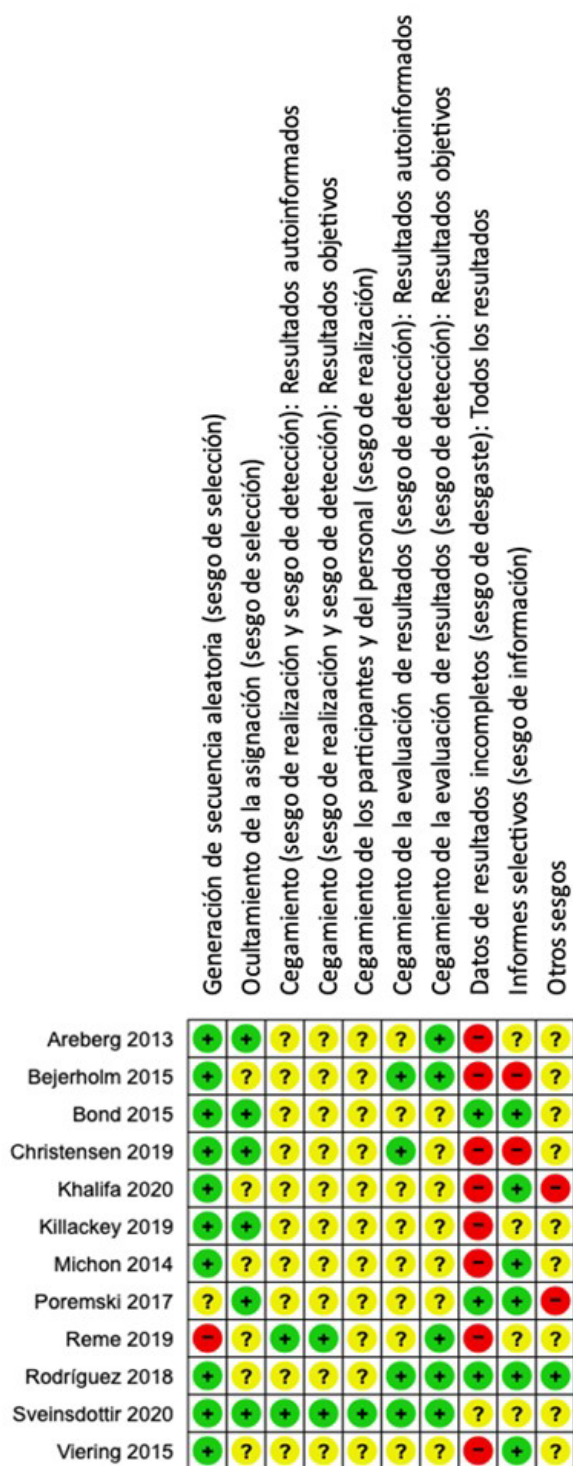 Generación de secuencia aleatoria (sesgo de selección)
Ocultamiento de la asignación (sesgo de selección)
Cegamiento (sesgo de realización y sesgo de detección): Resultados autoinformados
Cegamiento (sesgo de realización y sesgo de detección): Resultados objetivos
Cegamiento de los participantes y del personal (sesgo de realización)
Cegamiento de la evaluación de resultados (sesgo de detección): Resultados autoinformados
Cegamiento de la evaluación de resultados (sesgo de detección): Resultados objetivos
Datos de resultados incompletos (sesgo de desgaste): Todos los resultados
Informes selectivos (sesgo de información)
Otros sesgos
Areberg 2013 + + ? ? ? ? + - ? ?
Bejerholm 2015 + ? ? ? ? + + - - ?
Bond 2015 + + ? ? ? ? ? + + ?
Christensen 2019 + + ? ? ? + ? - - ?
Khalifa 2020 + ? ? ? ? ? ? - + -
Killackey 2019 + + ? ? ? ? ? - ? ?
Michon 2014 + ? ? ? ? ? ? - + ?
Poremski 2017 ? + ? ? ? ? ? + + -
Reme 2019 - ? + + ? ? + - ? ?
Rodríguez 2018 + ? ? ? ? + + + + +
Sveinsdottir 2020 + + + + + + + ? ? ?
Viering 2015 + ? ? ? ? ? ? - + ?